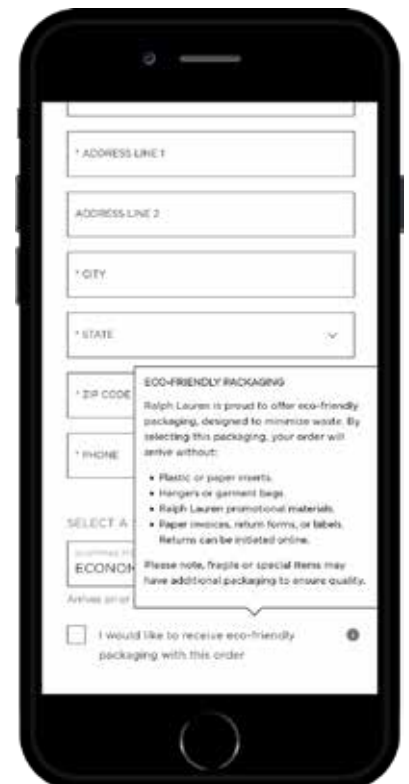 * ADDRESS LINE 1
ADDRESS LINE 2
* CITY
* STATE
* ZIP CODE
* PHONE
ECO-FRIENDLY PACKAGING
Ralph Lauren is proud to offer eco-friendly
packaging, designed to minimize waste. By
selecting this packaging, your order will
arrive without:
• Plastic or paper inserts.
• Hangers or garment bags.
• Ralph Lauren promotional materials.
• Paper invoices, return forms, or labels.
Returns can be initiated online.
Please note, fragile or special items may
have additional packaging to ensure quality.
SELECT A
ECONOM
Arrives on or
I would like to receive eco-friendly
packaging with this order